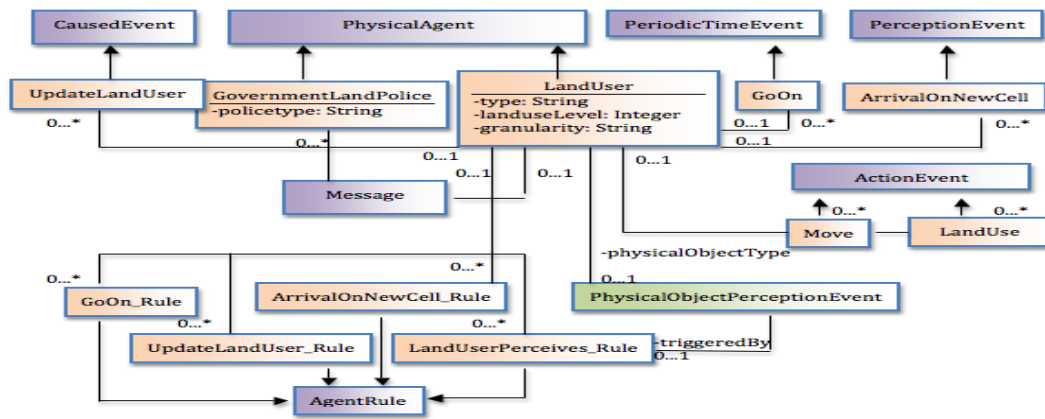 CausedEvent
PhysicalAgent
PeriodicTimeEvent
PerceptionEvent
UpdateLandUser
GovernmentLandPolice
-policetype: String
LandUser
-type: String
-landuseLevel: Integer
-granularity: String
GoOn
ArrivalOnNewCell
0...*
0...*
0...1
0...*
0...*
0...1
0...1
0...1
0...1
0...1
Message
ActionEvent
0...*
0...*
Move
LandUse
-physicalObjectType
0...*
0...*
0...1
GoOn_Rule
ArrivalOnNewCell_Rule
PhysicalObjectPerceptionEvent
0...*
0...*
UpdateLandUser_Rule
LandUserPerceives_Rule
-triggeredBy
0...1
AgentRule